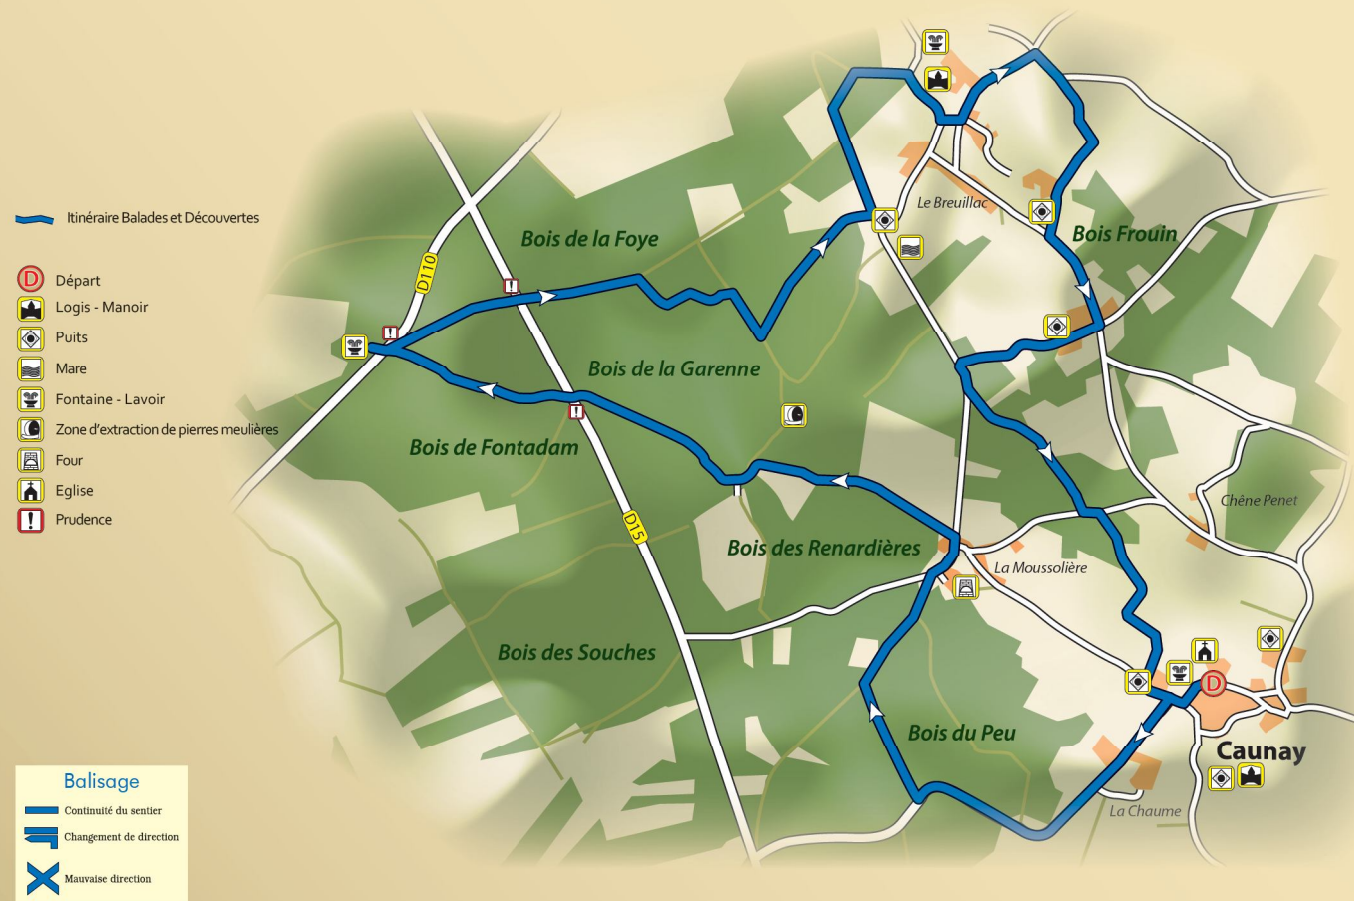 Itinéraire Balades et Découvertes
D Départ
Logis - Manoir
Puits
Mare
Fontaine - Lavoir
Zone d'extraction de pierres meulières
Four
Eglise
! Prudence
Balisage
Continuité du sentier
Changement de direction
Mauvaise direction
Le Breuillac
Bois Frouin
Bois de la Foye
D110
!
!
Bois de la Garenne
!
Bois de Fontadam
Chêne Penet
D15
Bois des Renardières
La Moussolière
Bois des Souches
D
Bois du Peu
Caunay
La Chaume